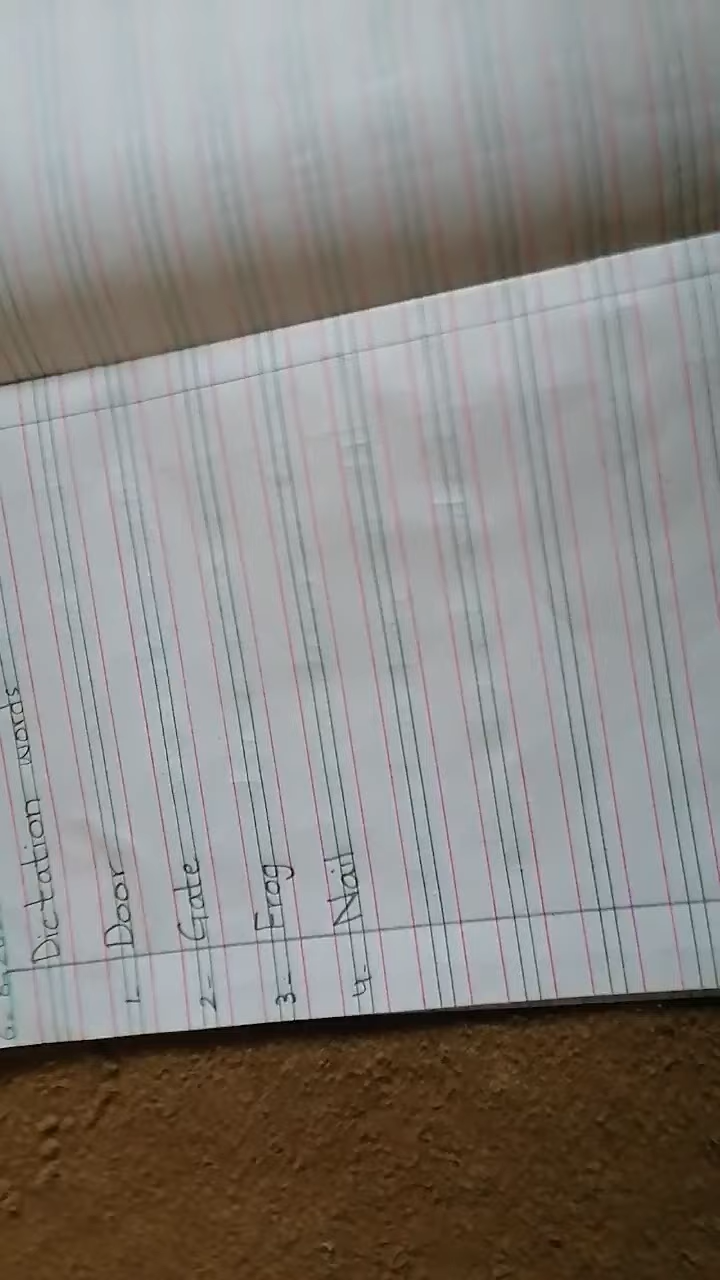 Dictation words
1- Door
2- Gate
3- Frog
4- Nail